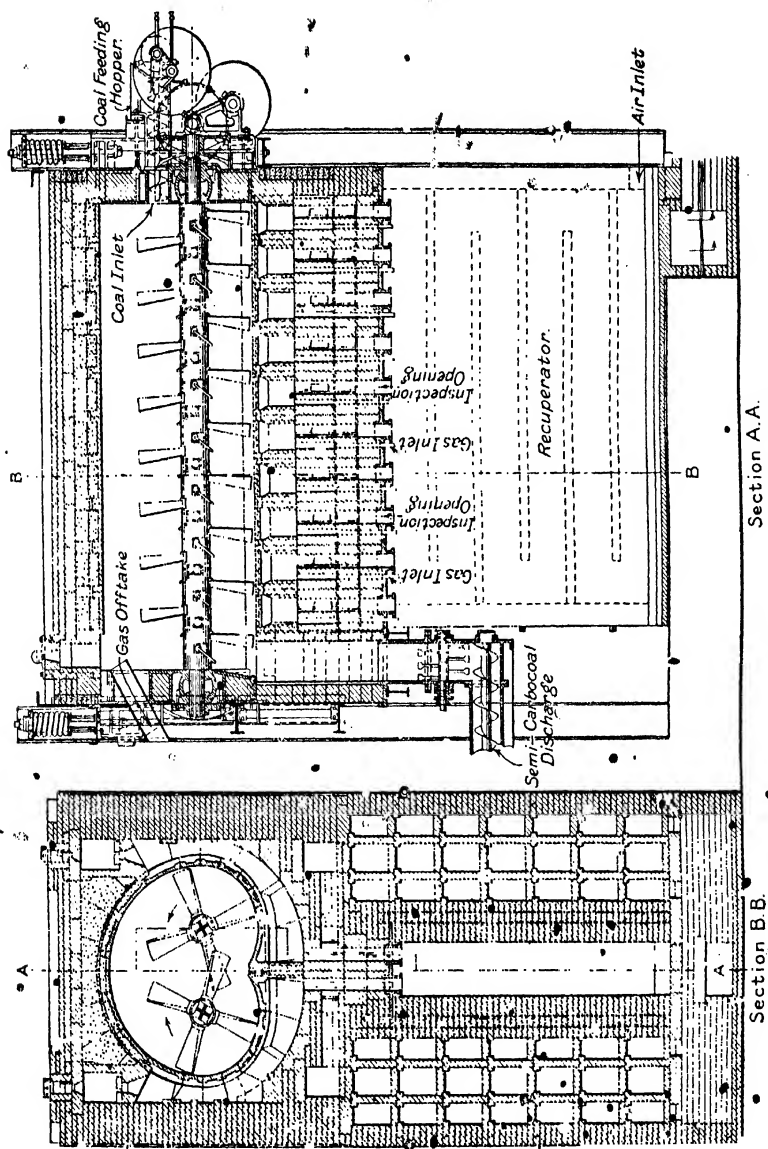 Coal Feeding
Hopper.
Coal Inlet
Gas Offtake
Air Inlet
B
B
Inspection
Opening
Gas Inlet
Inspection
Opening
Gas Inlet
Recuperator.
Semi-Carbocoal
Discharge
Section A.A.
A
A
Section B.B.